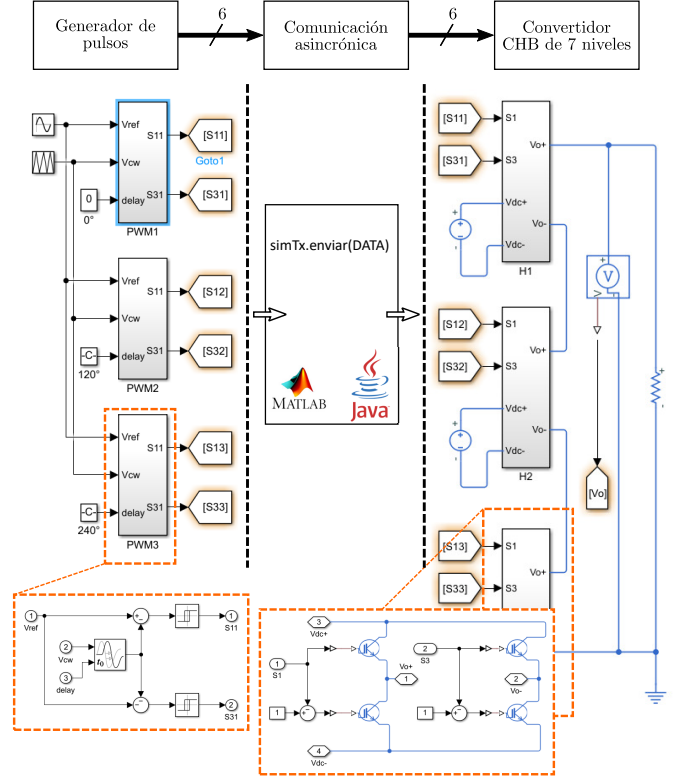 Generador de
pulsos
6
Comunicación
asincrónica
6
Convertidor
CHB de 7 niveles
Vref
S11
[S11]
Goto1
Vcw
S31
[S31]
0
delay
0°
PWM1
Vref
S11
[S12]
Vcw
S31
[S32]
-C-
delay
120°
PWM2
Vref
S11
[S13]
Vcw
S31
[S33]
-C-
delay
240°
PWM3
simTx.enviar(DATA)
MATLAB
Java
[S11]
S1
Vo+
[S31]
S3
Vdc+
Vo-
+
-
Vdc-
H1
[S12]
S1
Vo+
[S32]
S3
Vdc+
Vo-
+
-
Vdc-
H2
[S13]
S1
Vo+
[S33]
S3
+
V
-
V
[Vo]
+
-
1
Vref
+
-
1
S11
2
Vcw
t0
3
delay
-
-
2
S31
3
Vdc+
1
S1
Vo+
1
1
+
-
2
S3
2
Vo-
1
+
-
4
Vdc-